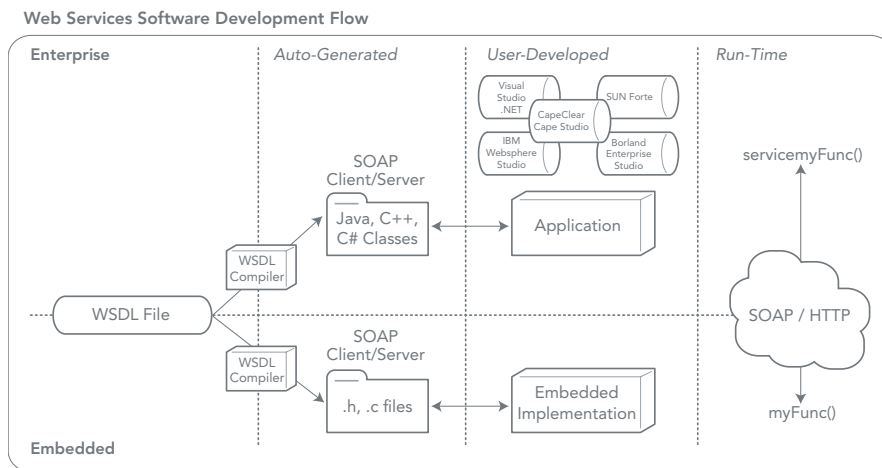 Web Services Software Development Flow
Enterprise
Auto-Generated
User-Developed
Run-Time
Visual
Studio
.NET
SUN Forte
CapeClear
Cape Studio
IBM
Websphere
Studio
Borland
Enterprise
Studio
SOAP
Client/Server
Java, C++,
C# Classes
Application
servicemyFunc()
WSDL
Compiler
WSDL File
SOAP / HTTP
WSDL
Compiler
SOAP
Client/Server
.h, .c files
Embedded
Implementation
myFunc()
Embedded